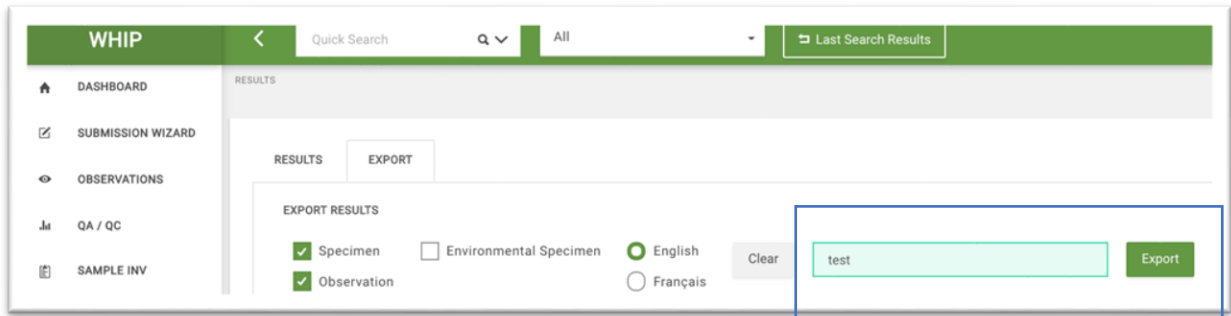 WHIP
Quick Search
All
Last Search Results
DASHBOARD
SUBMISSION WIZARD
OBSERVATIONS
QA / QC
SAMPLE INV
RESULTS
RESULTS EXPORT
EXPORT RESULTS
Specimen Environmental Specimen English Clear test Export
Observation Français